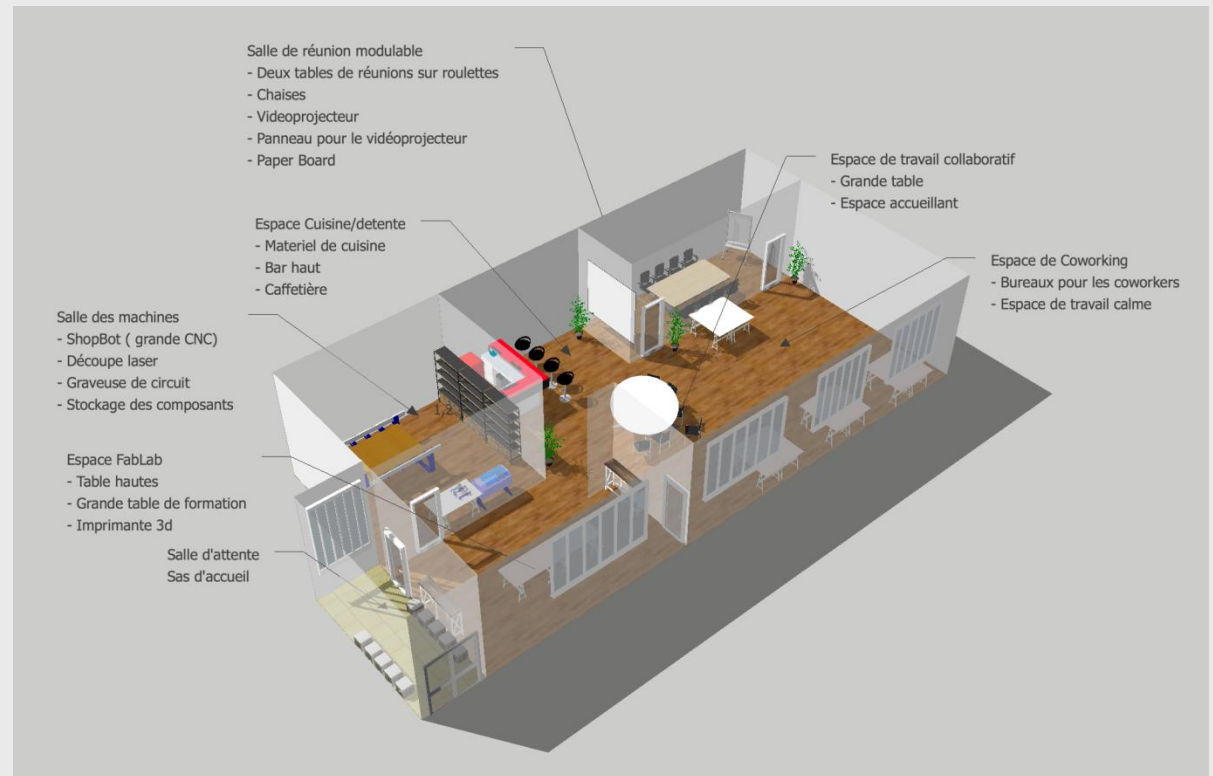 Salle de réunion modulable
- Deux tables de réunions sur roulettes
- Chaises
- Videoprojecteur
- Panneau pour le vidéoprojecteur
- Paper Board
Espace de travail collaboratif
- Grande table
- Espace accueillant
Espace Cuisine/detente
- Materiel de cuisine
- Bar haut
- Caffetière
Espace de Coworking
- Bureaux pour les coworkers
- Espace de travail calme
Salle des machines
- ShopBot ( grande CNC)
- Découpe laser
- Graveuse de circuit
- Stockage des composants
Espace FabLab
- Table hautes
- Grande table de formation
- Imprimante 3d
Salle d'attente
Sas d'accueil